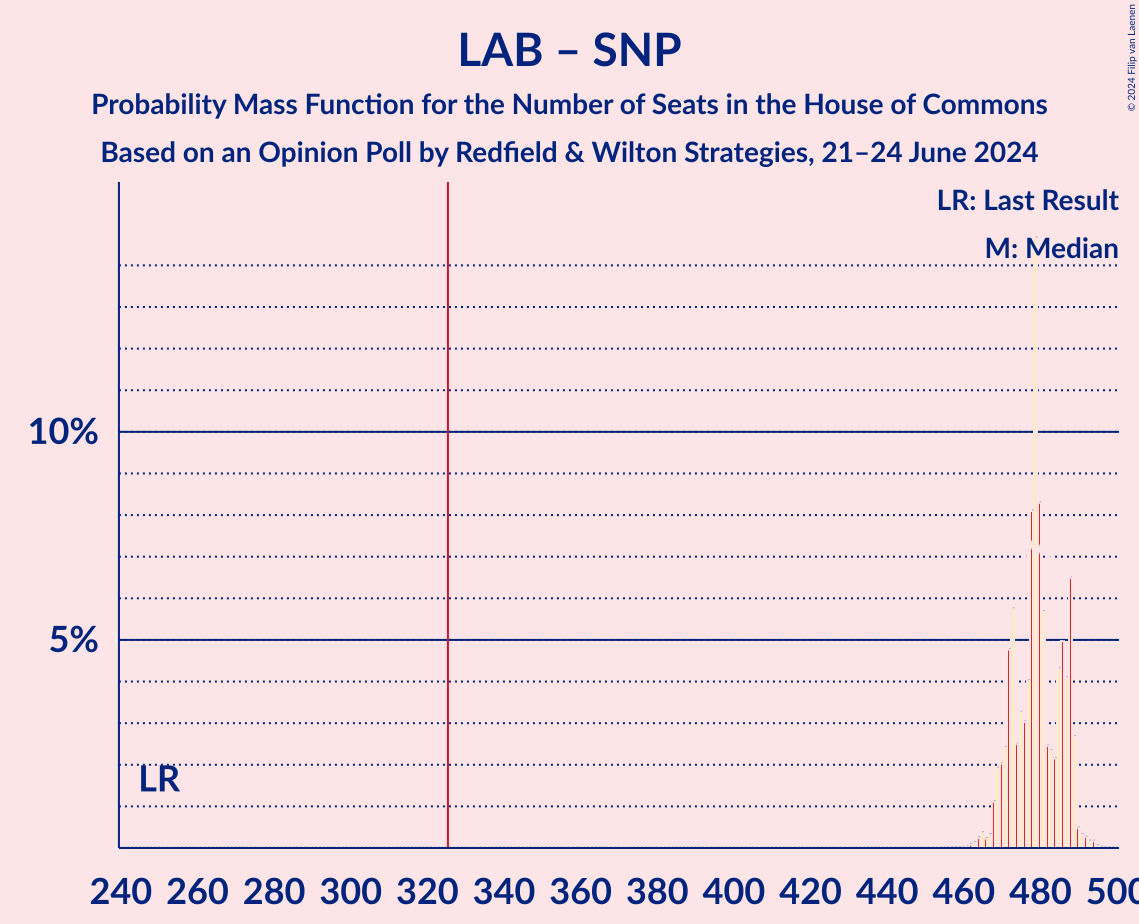 LAB – SNP
Probability Mass Function for the Number of Seats in the House of Commons
Based on an Opinion Poll by Redfield & Wilton Strategies, 21–24 June 2024
© 2024 Filip van Laenen
LR: Last Result
M: Median
10%
5%
LR
240 260 280 300 320 340 360 380 400 420 440 460 480 500